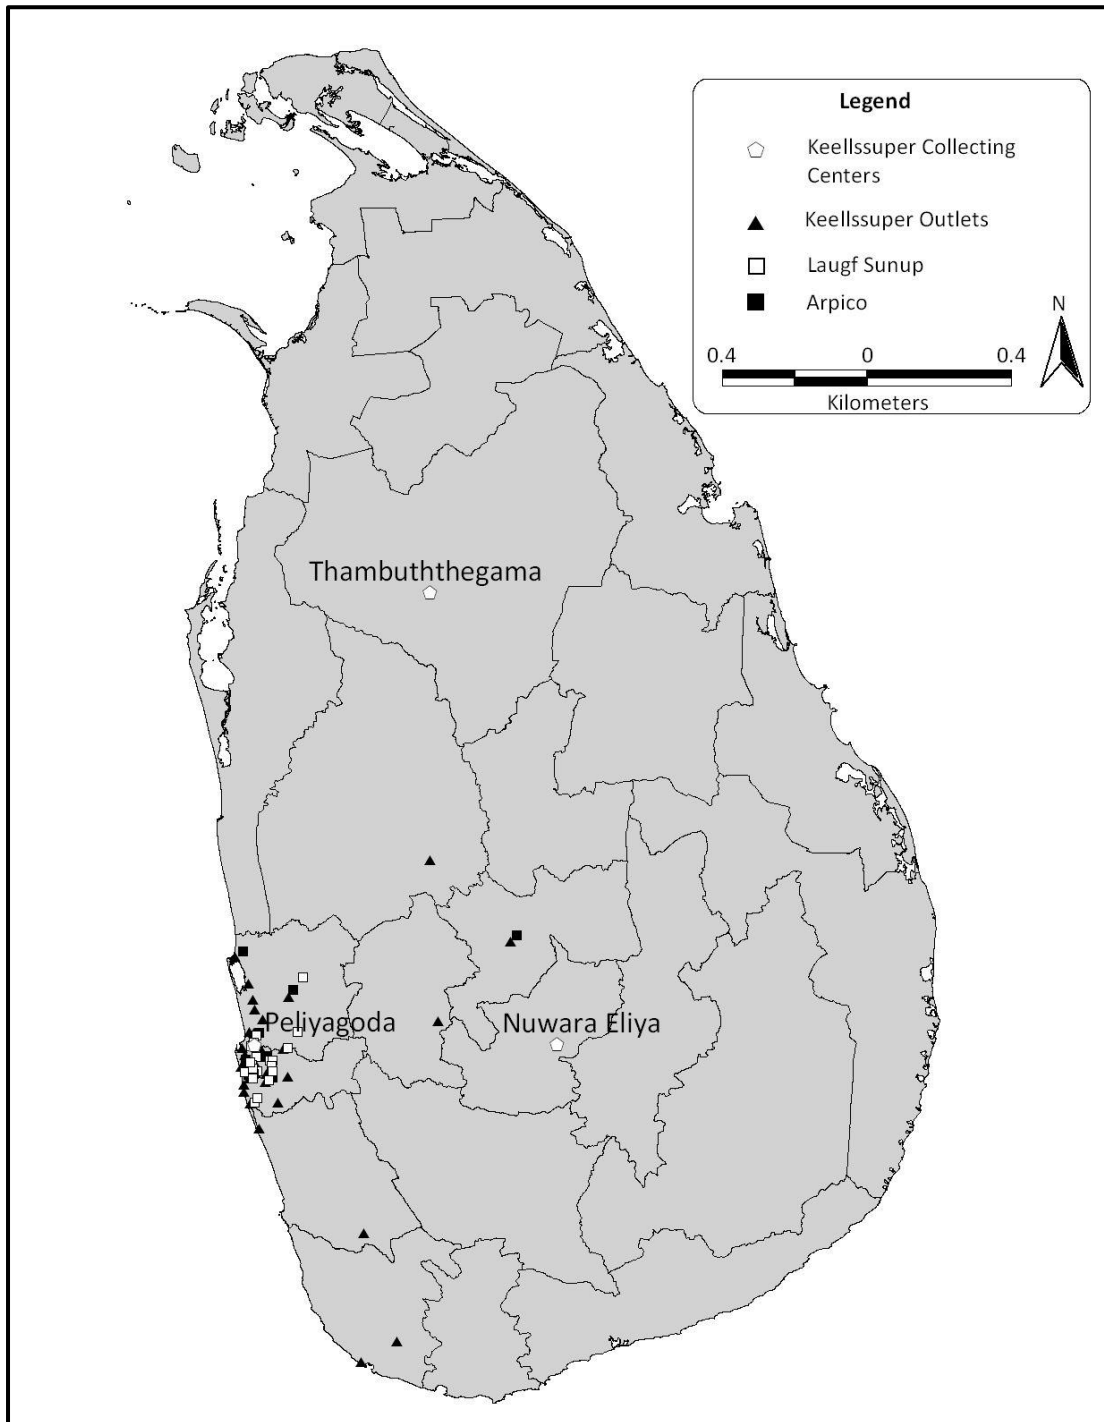 Legend
Keellssuper Collecting
Centers
Keellssuper Outlets
Laugf Sunup
Arpico
N
0.4 0 0.4
Kilometers
Thambuththegama
Peliyagoda
Nuwara Eliya